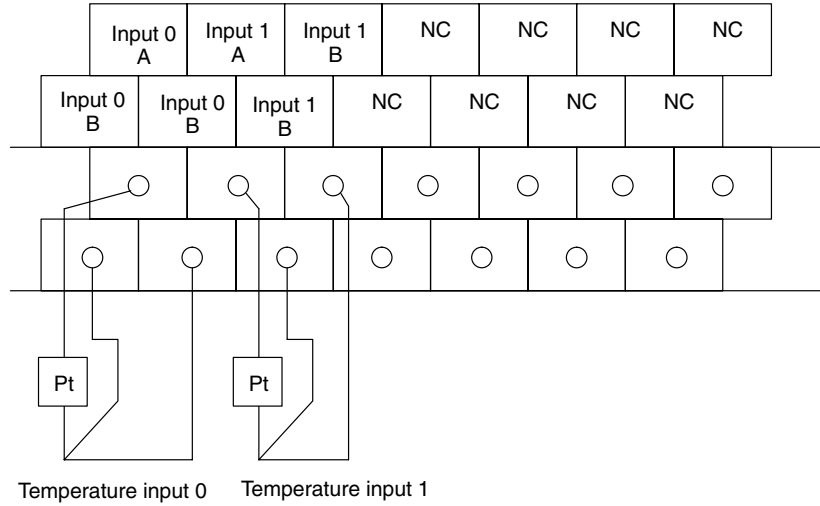 Input 0 A
Input 1 A
Input 1 B
NC
NC
NC
NC
Input 0 B
Input 0 B
Input 1 B
NC
NC
NC
NC
Pt
Pt
Temperature input 0
Temperature input 1